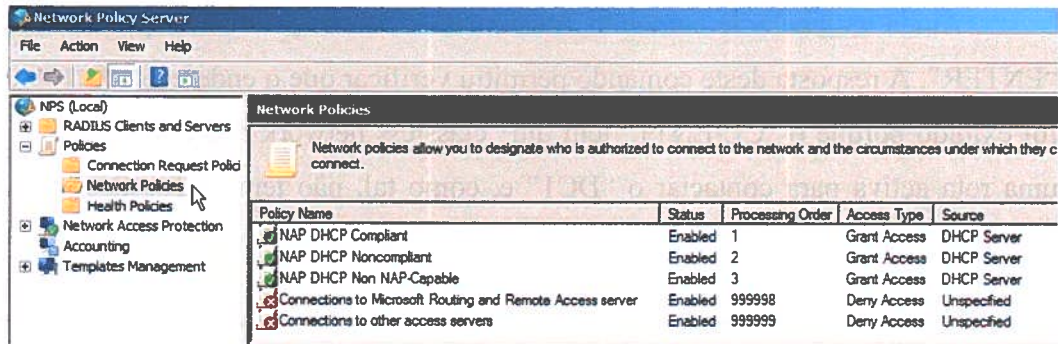 Network Policy Server
File Action View Help
NPS (Local)
RADIUS Clients and Servers
Policies
Connection Request Polici
Network Policies
Health Policies
Network Access Protection
Accounting
Templates Management
Network Policies
Network policies allow you to designate who is authorized to connect to the network and the circumstances under which they c
connect.
Policy Name Status Processing Order Access Type Source
NAP DHCP Compliant Enabled 1 Grant Access DHCP Server
NAP DHCP Noncompliant Enabled 2 Grant Access DHCP Server
NAP DHCP Non NAP-Capable Enabled 3 Grant Access DHCP Server
Connections to Microsoft Routing and Remote Access server Enabled 999998 Deny Access Unspecified
Connections to other access servers Enabled 999999 Deny Access Unspecified